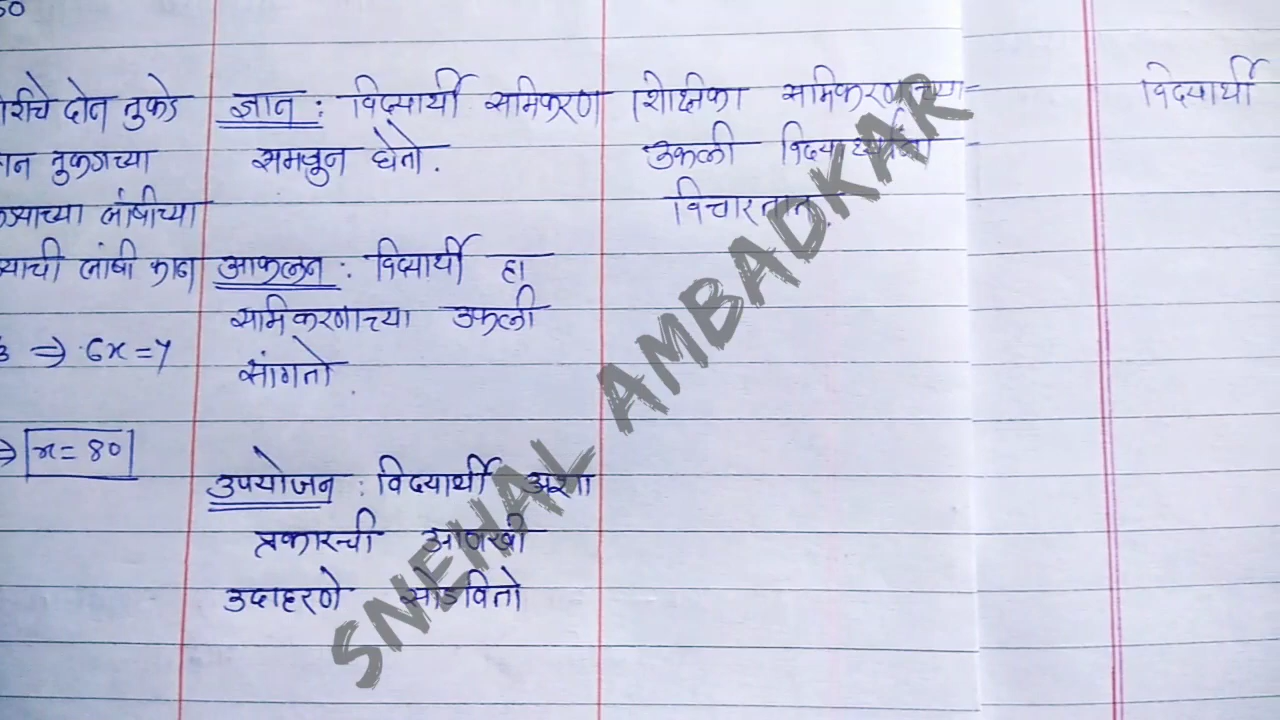 50
रीचे दोन तुकडे
ज्ञान : विद्यार्थी समिकरण
समजुन घेतो.
शिक्षिका समिकरणाच्या
उकली विद्यार्थ्यांना
विचारतात.
विद्यार्थी
तुकड्याच्या
ड्याच्या लांबीच्या
ची लांबी काढा
आकलन : विद्यार्थी हा
समिकरणाच्या उकली
सांगतो.
3 ⇒ 6x = y
⇒ x = 80
उपयोजन : विद्यार्थी अशा
प्रकारची आणखी
उदाहरणे सोडवितो
SNEHAL AMBADKAR